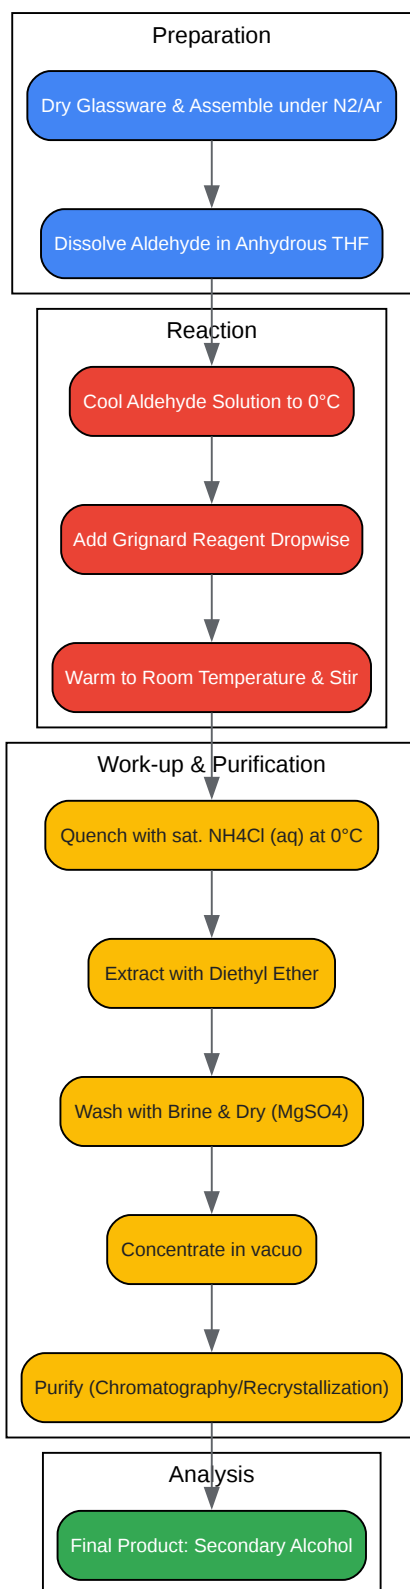 Preparation
Dry Glassware & Assemble under N2/Ar
Dissolve Aldehyde in Anhydrous THF
Reaction
Cool Aldehyde Solution to 0°C
Add Grignard Reagent Dropwise
Warm to Room Temperature & Stir
Work-up & Purification
Quench with sat. NH4Cl (aq) at 0°C
Extract with Diethyl Ether
Wash with Brine & Dry (MgSO4)
Concentrate in vacuo
Purify (Chromatography/Recrystallization)
Analysis
Final Product: Secondary Alcohol